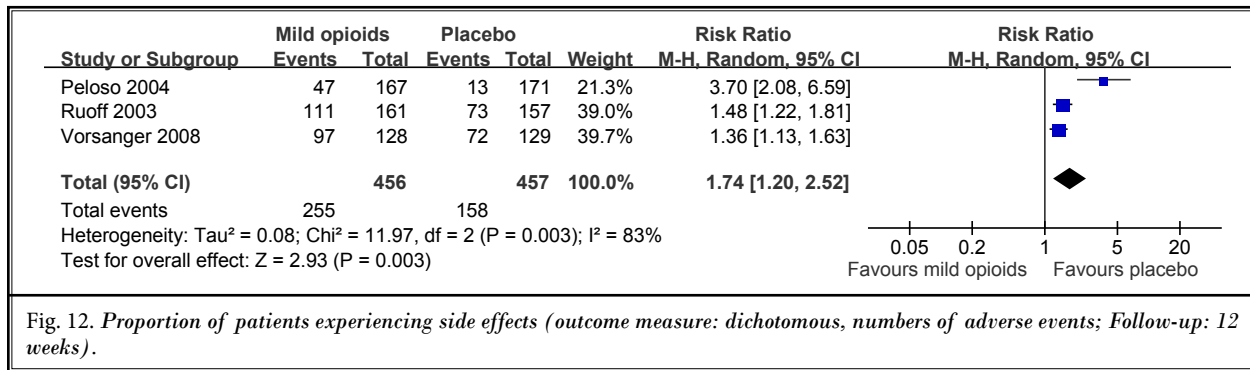 Mild opioids Placebo Risk Ratio Risk Ratio
Study or Subgroup Events Total Events Total Weight M-H, Random, 95% CI M-H, Random, 95% CI
Peloso 2004 47 167 13 171 21.3% 3.70 [2.08, 6.59]
Ruoff 2003 111 161 73 157 39.0% 1.48 [1.22, 1.81]
Vorsanger 2008 97 128 72 129 39.7% 1.36 [1.13, 1.63]
Total (95% CI) 456 457 100.0% 1.74 [1.20, 2.52]
Total events 255 158
Heterogeneity: Tau² = 0.08; Chi² = 11.97, df = 2 (P = 0.003); I² = 83%
Test for overall effect: Z = 2.93 (P = 0.003)
0.05 0.2 1 5 20
Favours mild opioids Favours placebo
Fig. 12. Proportion of patients experiencing side effects (outcome measure: dichotomous, numbers of adverse events; Follow-up: 12
weeks).